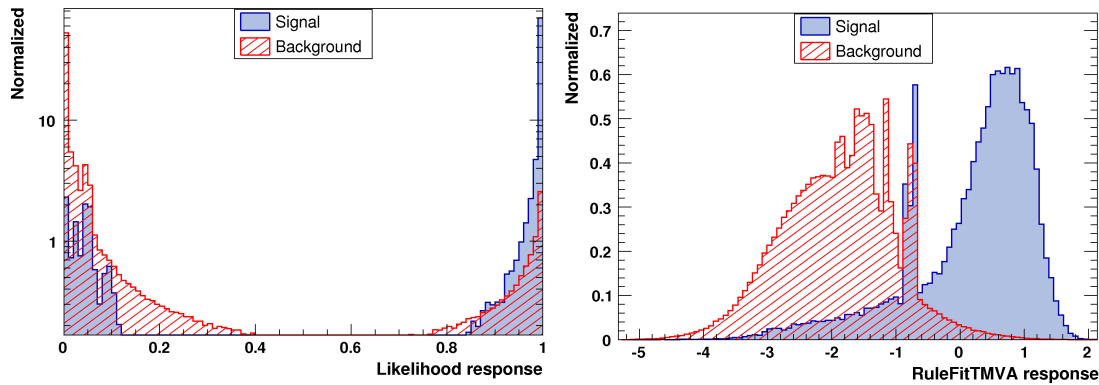 Normalized
Signal
Background
10
1
0 0.2 0.4 0.6 0.8 1
Likelihood response
Normalized
Signal
Background
0.7
0.6
0.5
0.4
0.3
0.2
0.1
0
-5 -4 -3 -2 -1 0 1 2
RuleFitTMVA response